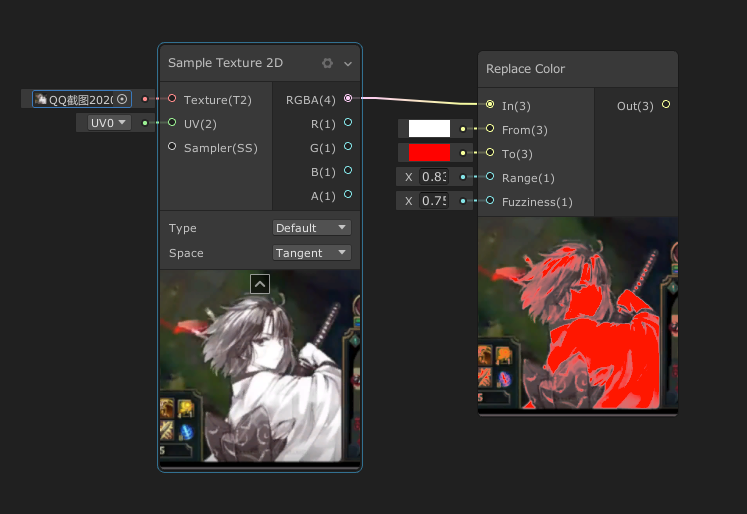 Sample Texture 2D
QQ截图202
Texture(T2)
RGBA(4)
UV0
UV(2)
R(1)
Sampler(SS)
G(1)
B(1)
A(1)
Type
Default
Space
Tangent
Replace Color
In(3)
Out(3)
From(3)
To(3)
X 0.83
Range(1)
X 0.75
Fuzziness(1)
5
5